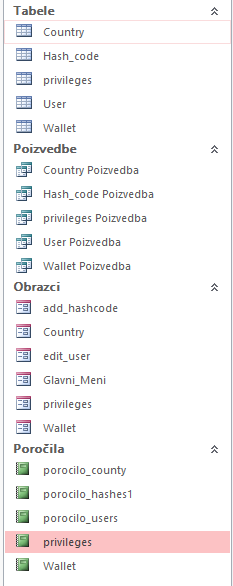 Tabele
Country
Hash_code
privileges
User
Wallet
Poizvedbe
Country Poizvedba
Hash_code Poizvedba
privileges Poizvedba
User Poizvedba
Wallet Poizvedba
Obrazci
add_hashcode
Country
edit_user
Glavni_Meni
privileges
Wallet
Poročila
porocilo_county
porocilo_hashes1
porocilo_users
privileges
Wallet